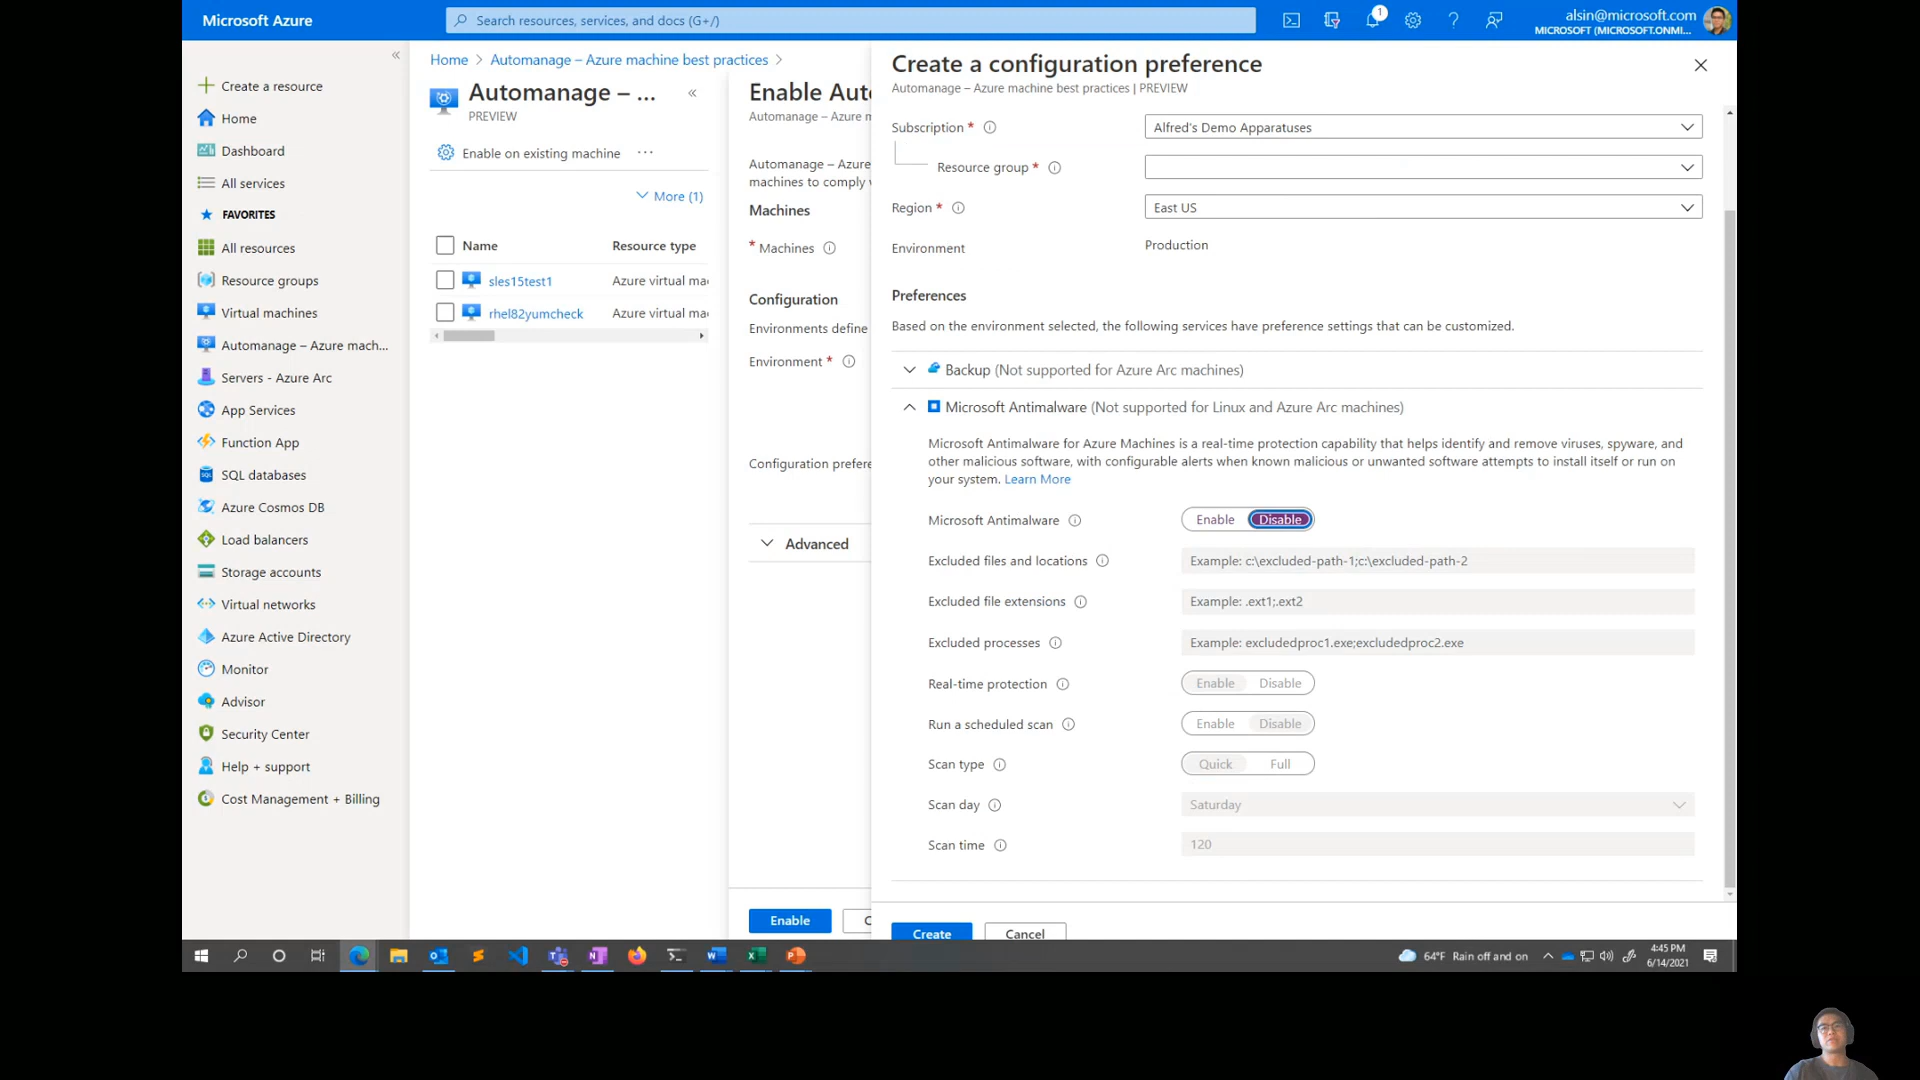 Microsoft Azure
Search resources, services, and docs (G+/)
1
alsin@microsoft.com
MICROSOFT (MICROSOFT.ONMI...
Create a resource
Home
Dashboard
All services
FAVORITES
All resources
Resource groups
Virtual machines
Automanage – Azure mach...
Servers - Azure Arc
App Services
Function App
SQL databases
Azure Cosmos DB
Load balancers
Storage accounts
Virtual networks
Azure Active Directory
Monitor
Advisor
Security Center
Help + support
Cost Management + Billing
Home > Automanage – Azure machine best practices >
Automanage – ...
PREVIEW
Enable on existing machine ...
More (1)
Name Resource type
sles15test1 Azure virtual mac
rhel82yumcheck Azure virtual mac
Enable Aut
Automanage – Azure m
Automanage – Azure
machines to comply w
Machines
* Machines
Configuration
Environments define
Environment *
Configuration prefere
Advanced
Enable
Create a configuration preference
Automanage – Azure machine best practices | PREVIEW
Subscription * Alfred's Demo Apparatuses
Resource group *
Region * East US
Environment Production
Preferences
Based on the environment selected, the following services have preference settings that can be customized.
Backup (Not supported for Azure Arc machines)
Microsoft Antimalware (Not supported for Linux and Azure Arc machines)
Microsoft Antimalware for Azure Machines is a real-time protection capability that helps identify and remove viruses, spyware, and
other malicious software, with configurable alerts when known malicious or unwanted software attempts to install itself or run on
your system. Learn More
Microsoft Antimalware Enable Disable
Excluded files and locations Example: c:\excluded-path-1;c:\excluded-path-2
Excluded file extensions Example: .ext1;.ext2
Excluded processes Example: excludedproc1.exe;excludedproc2.exe
Real-time protection Enable Disable
Run a scheduled scan Enable Disable
Scan type Quick Full
Scan day Saturday
Scan time 120
Create Cancel
64°F Rain off and on
4:45 PM
6/14/2021